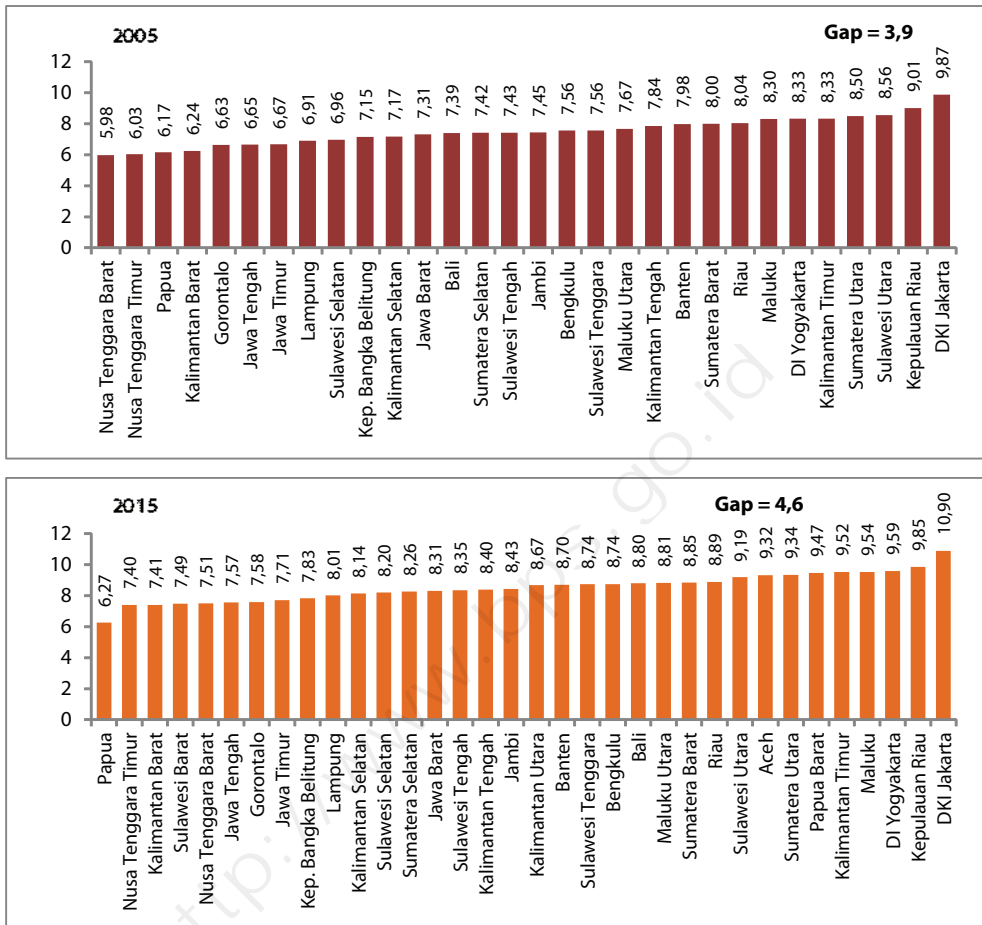 2005
Gap = 3,9
12
10
8
6
4
2
0
5,98
6,03
6,17
6,24
6,63
6,65
6,67
6,91
6,96
7,15
7,17
7,31
7,39
7,42
7,43
7,45
7,56
7,56
7,67
7,84
7,98
8,00
8,04
8,30
8,33
8,33
8,50
8,56
9,01
9,87
Nusa Tenggara Barat
Nusa Tenggara Timur
Papua
Kalimantan Barat
Gorontalo
Jawa Tengah
Jawa Timur
Lampung
Sulawesi Selatan
Kep. Bangka Belitung
Kalimantan Selatan
Jawa Barat
Bali
Sumatera Selatan
Sulawesi Tengah
Jambi
Bengkulu
Sulawesi Tenggara
Maluku Utara
Kalimantan Tengah
Banten
Sumatera Barat
Riau
Maluku
DI Yogyakarta
Kalimantan Timur
Sumatera Utara
Sulawesi Utara
Kepulauan Riau
DKI Jakarta
2015
Gap = 4,6
12
10
8
6
4
2
0
6,27
7,40
7,41
7,49
7,51
7,57
7,58
7,71
7,83
8,01
8,14
8,20
8,26
8,31
8,35
8,40
8,43
8,67
8,70
8,74
8,74
8,80
8,81
8,85
8,89
9,19
9,32
9,34
9,47
9,52
9,54
9,59
9,85
10,90
Papua
Nusa Tenggara Timur
Kalimantan Barat
Sulawesi Barat
Nusa Tenggara Barat
Jawa Tengah
Gorontalo
Jawa Timur
Kep. Bangka Belitung
Lampung
Kalimantan Selatan
Sulawesi Selatan
Sumatera Selatan
Jawa Barat
Sulawesi Tengah
Kalimantan Tengah
Jambi
Kalimantan Utara
Banten
Sulawesi Tenggara
Bengkulu
Bali
Maluku Utara
Sumatera Barat
Riau
Sulawesi Utara
Aceh
Sumatera Utara
Papua Barat
Kalimantan Timur
Maluku
DI Yogyakarta
Kepulauan Riau
DKI Jakarta
http://www.bps.go.id